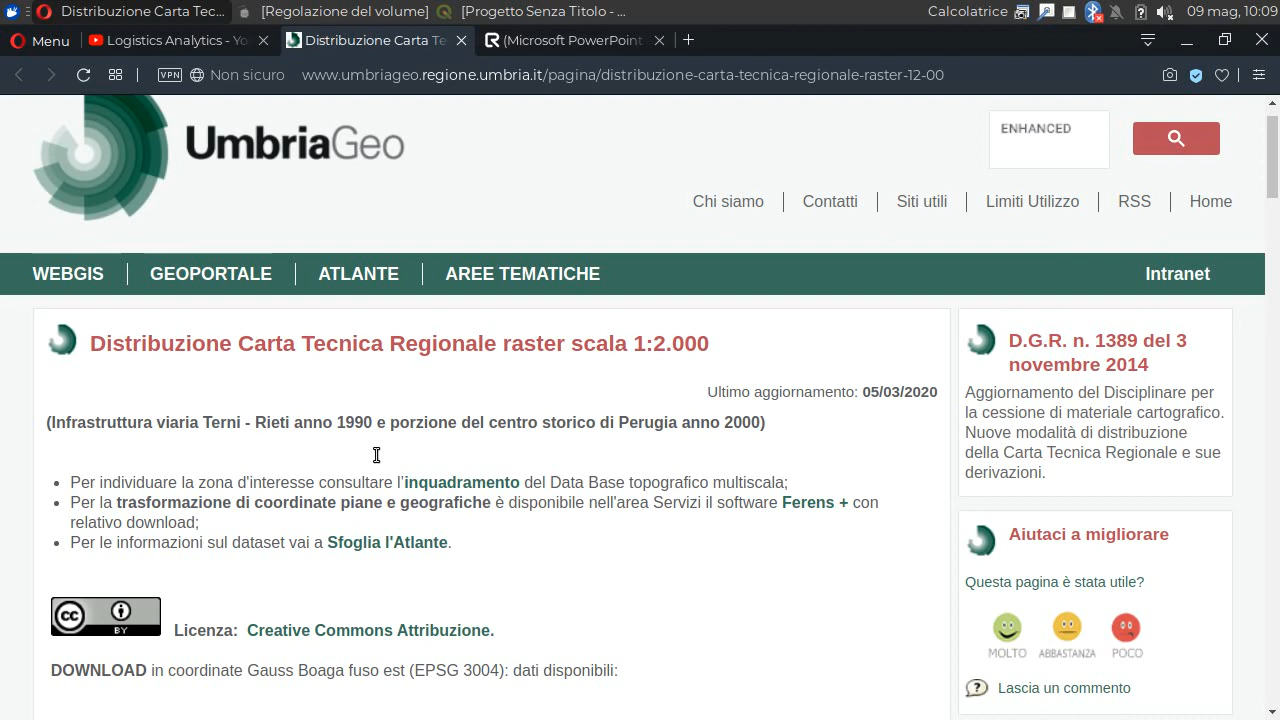 Distribuzione Carta Tec... [Regolazione del volume] [Progetto Senza Titolo - ... Calcolatrice 09 mag, 10:09
Menu Logistics Analytics - Yo Distribuzione Carta Te (Microsoft PowerPoint
VPN Non sicuro www.umbriageo.regione.umbria.it/pagina/distribuzione-carta-tecnica-regionale-raster-12-00
UmbriaGeo
ENHANCED
Chi siamo Contatti Siti utili Limiti Utilizzo RSS Home
WEBGIS GEOPORTALE ATLANTE AREE TEMATICHE Intranet
Distribuzione Carta Tecnica Regionale raster scala 1:2.000
Ultimo aggiornamento: 05/03/2020
(Infrastruttura viaria Terni - Rieti anno 1990 e porzione del centro storico di Perugia anno 2000)
Per individuare la zona d'interesse consultare l'inquadramento del Data Base topografico multiscala;
Per la trasformazione di coordinate piane e geografiche è disponibile nell'area Servizi il software Ferens + con
relativo download;
Per le informazioni sul dataset vai a Sfoglia l'Atlante.
cc BY
Licenza: Creative Commons Attribuzione.
DOWNLOAD in coordinate Gauss Boaga fuso est (EPSG 3004): dati disponibili:
D.G.R. n. 1389 del 3
novembre 2014
Aggiornamento del Disciplinare per
la cessione di materiale cartografico.
Nuove modalità di distribuzione
della Carta Tecnica Regionale e sue
derivazioni.
Aiutaci a migliorare
Questa pagina è stata utile?
MOLTO ABBASTANZA POCO
Lascia un commento